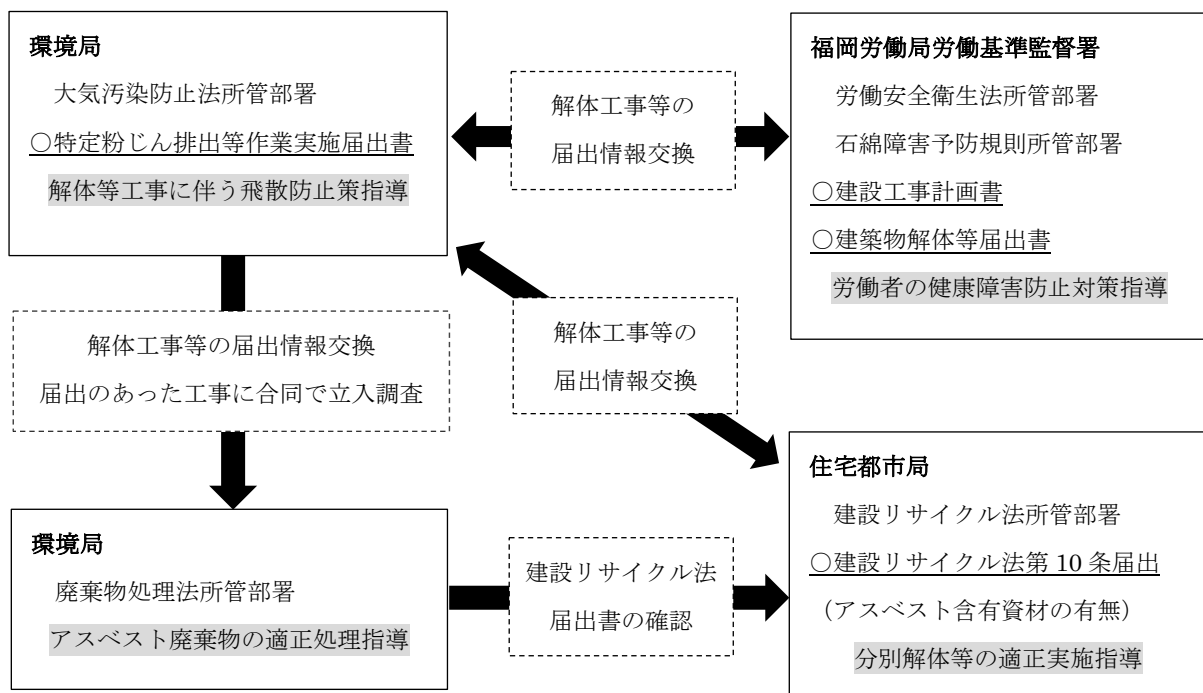 環境局
大気汚染防止法所管部署
○特定粉じん排出等作業実施届出書
解体等工事に伴う飛散防止策指導
解体工事等の
届出情報交換
福岡労働局労働基準監督署
労働安全衛生法所管部署
石綿障害予防規則所管部署
○建設工事計画書
○建築物解体等届出書
労働者の健康障害防止対策指導
解体工事等の届出情報交換
届出のあった工事に合同で立入調査
解体工事等の
届出情報交換
環境局
廃棄物処理法所管部署
アスベスト廃棄物の適正処理指導
建設リサイクル法
届出書の確認
住宅都市局
建設リサイクル法所管部署
○建設リサイクル法第 10 条届出
（アスベスト含有資材の有無）
分別解体等の適正実施指導